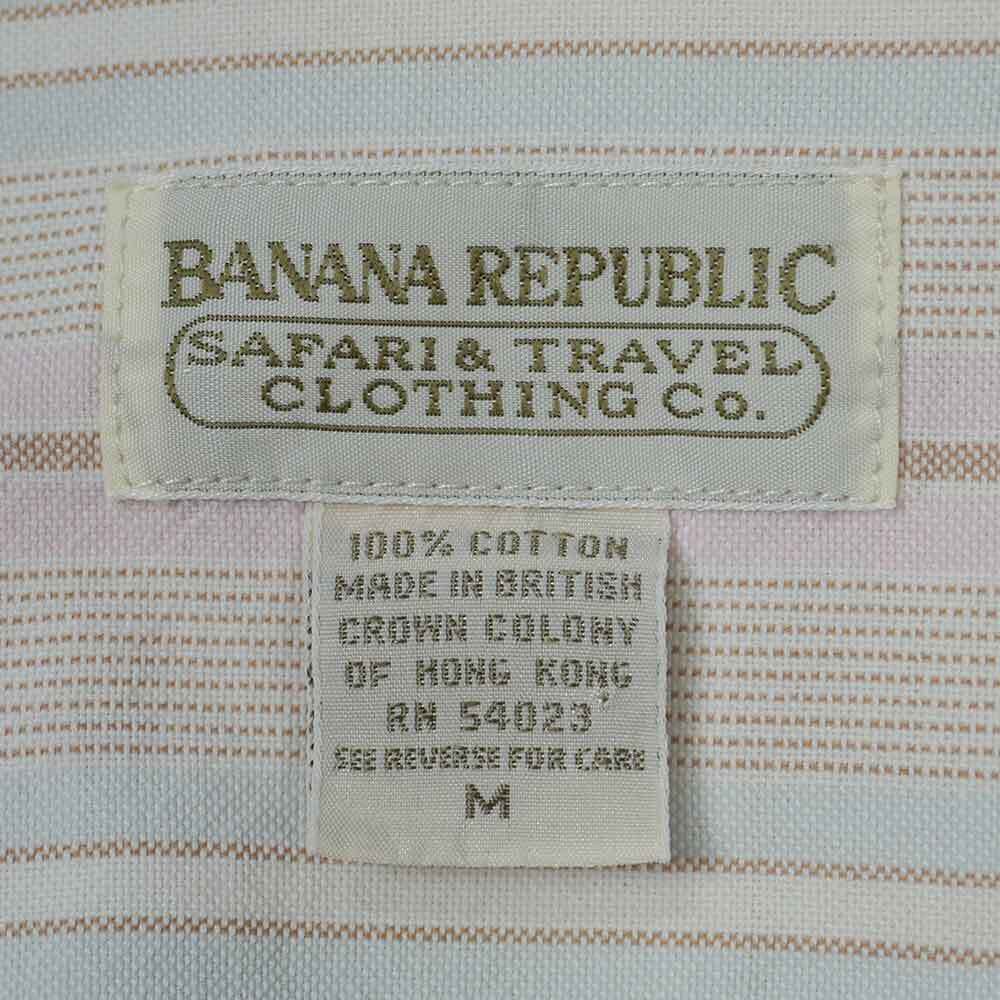 BANANA REPUBLIC
SAFARI & TRAVEL
CLOTHING CO.
100% COTTON
MADE IN BRITISH
CROWN COLONY
OF HONG KONG
RN 54023
SEE REVERSE FOR CARE
M